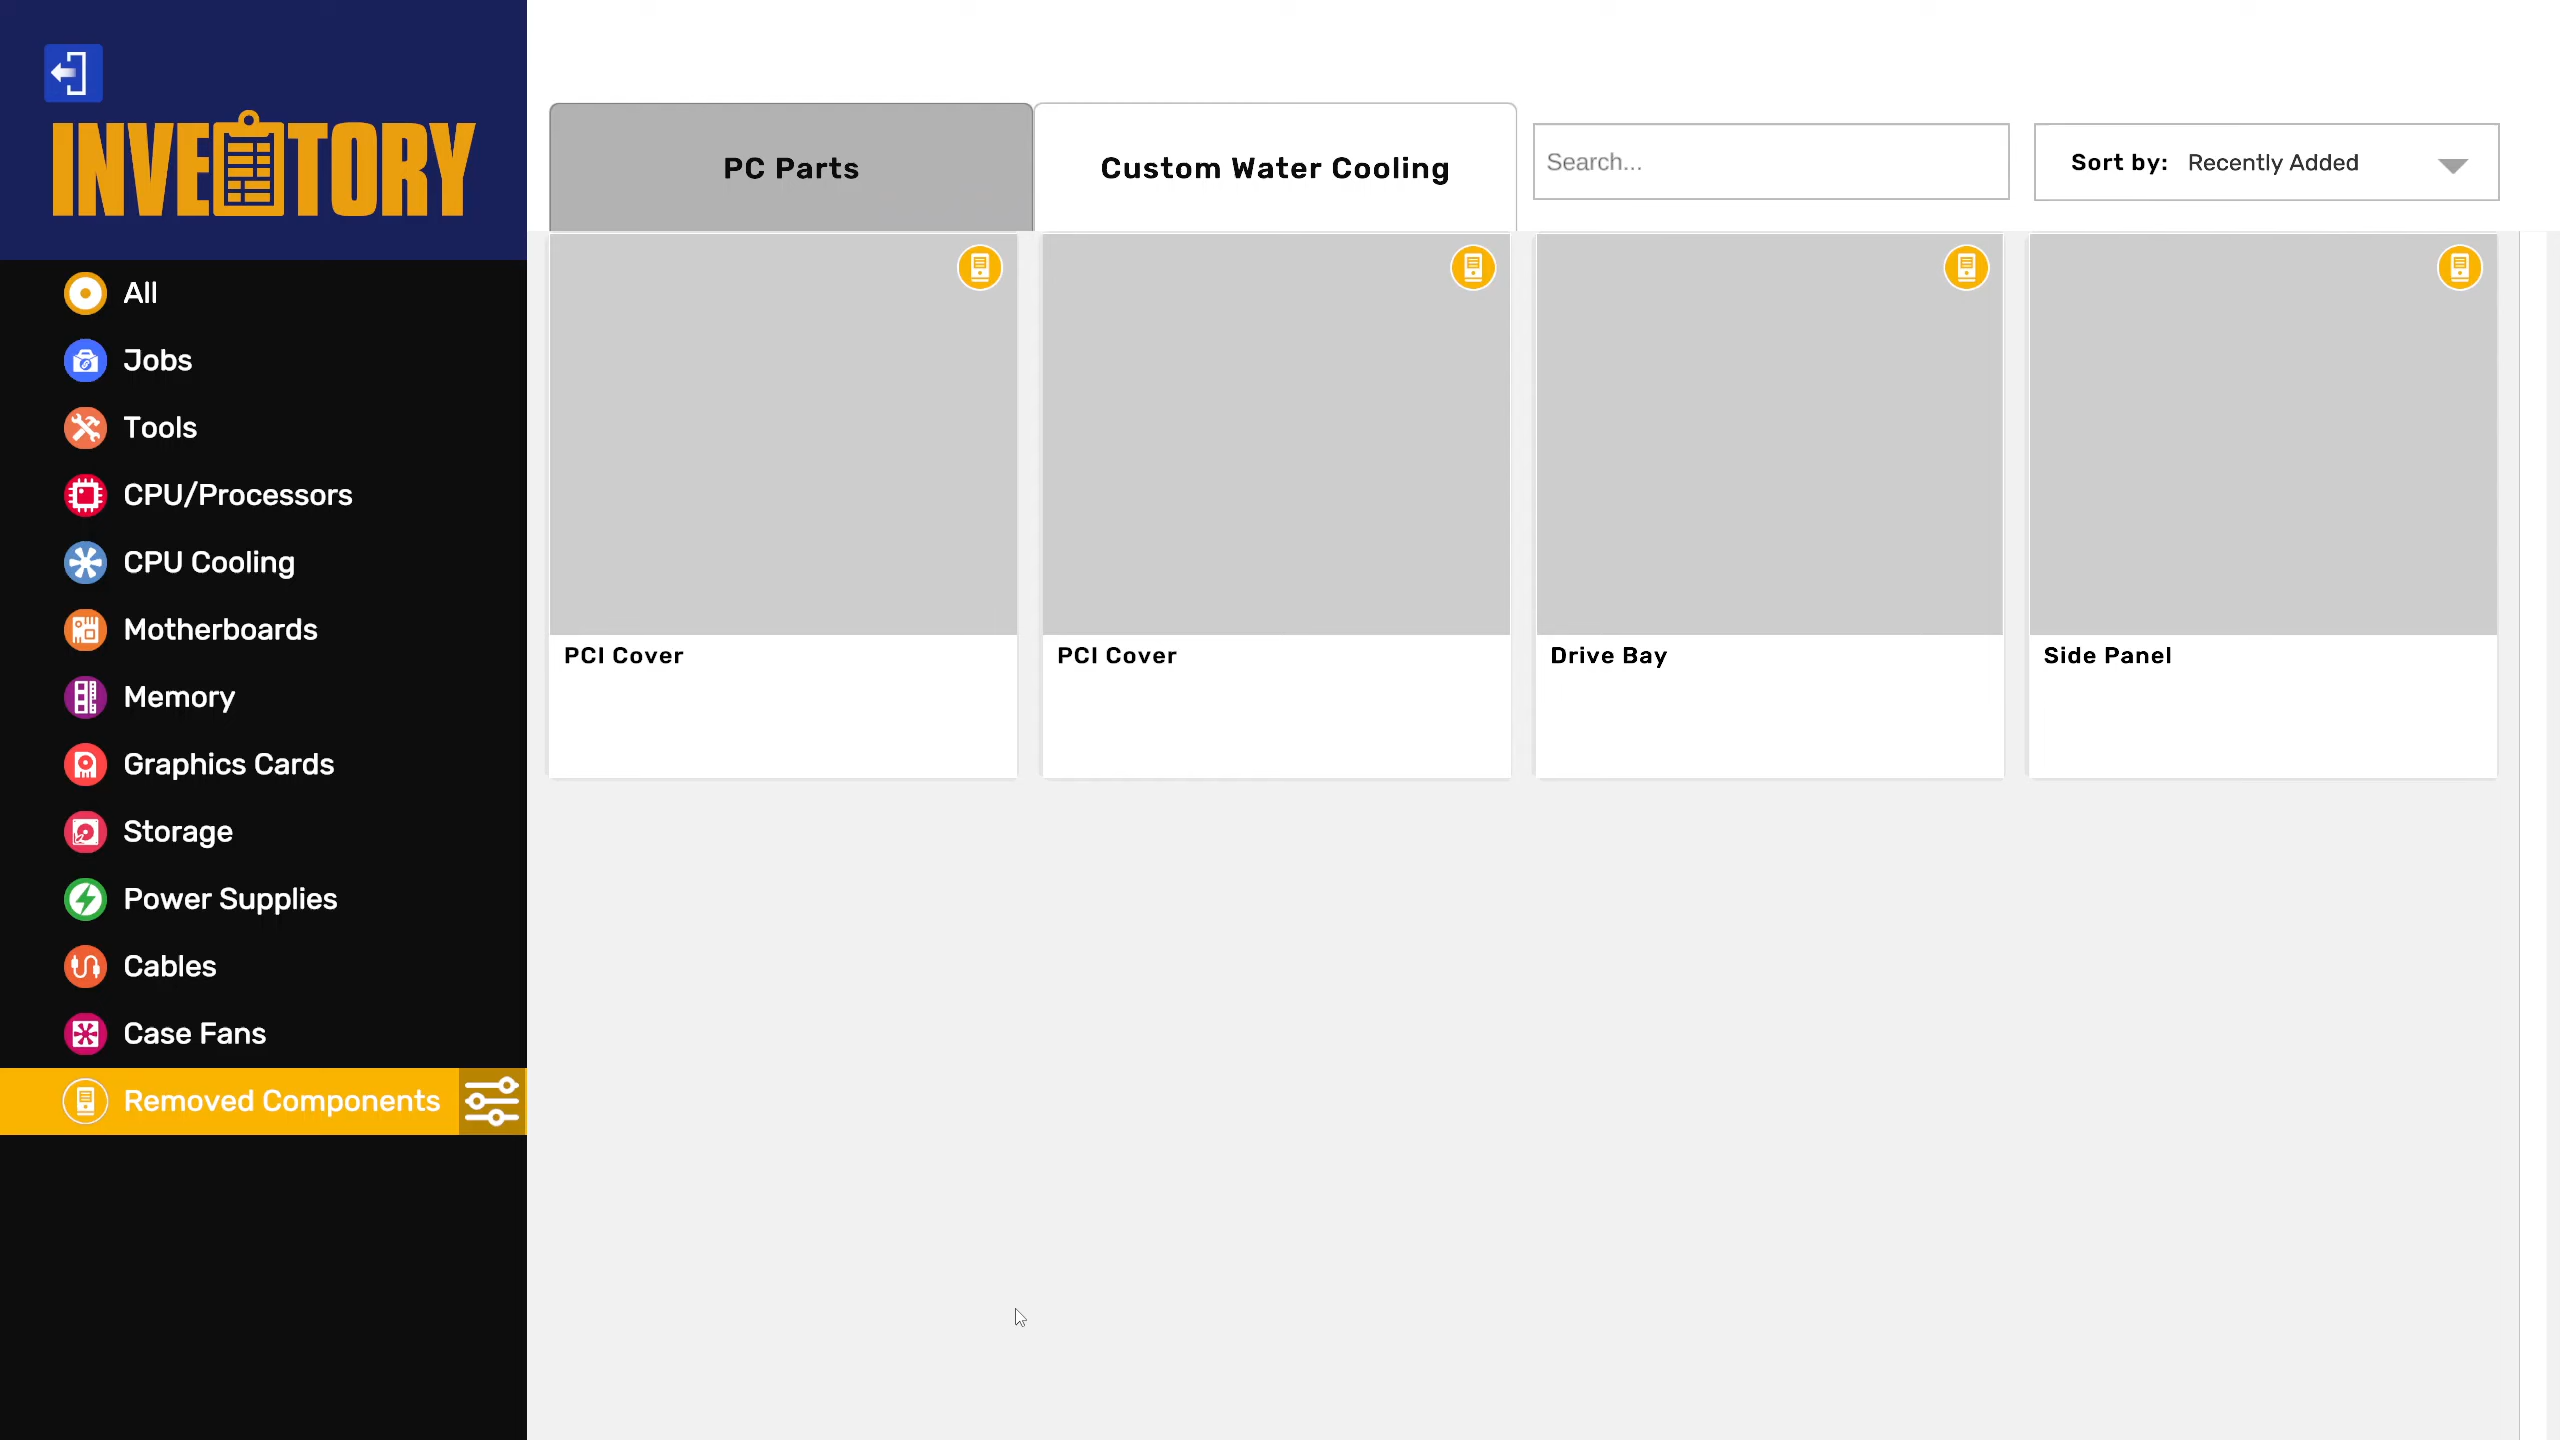 INVENTORY
All
Jobs
Tools
CPU/Processors
CPU Cooling
Motherboards
Memory
Graphics Cards
Storage
Power Supplies
Cables
Case Fans
Removed Components
PC Parts
Custom Water Cooling
Search...
Sort by: Recently Added
PCI Cover
PCI Cover
Drive Bay
Side Panel